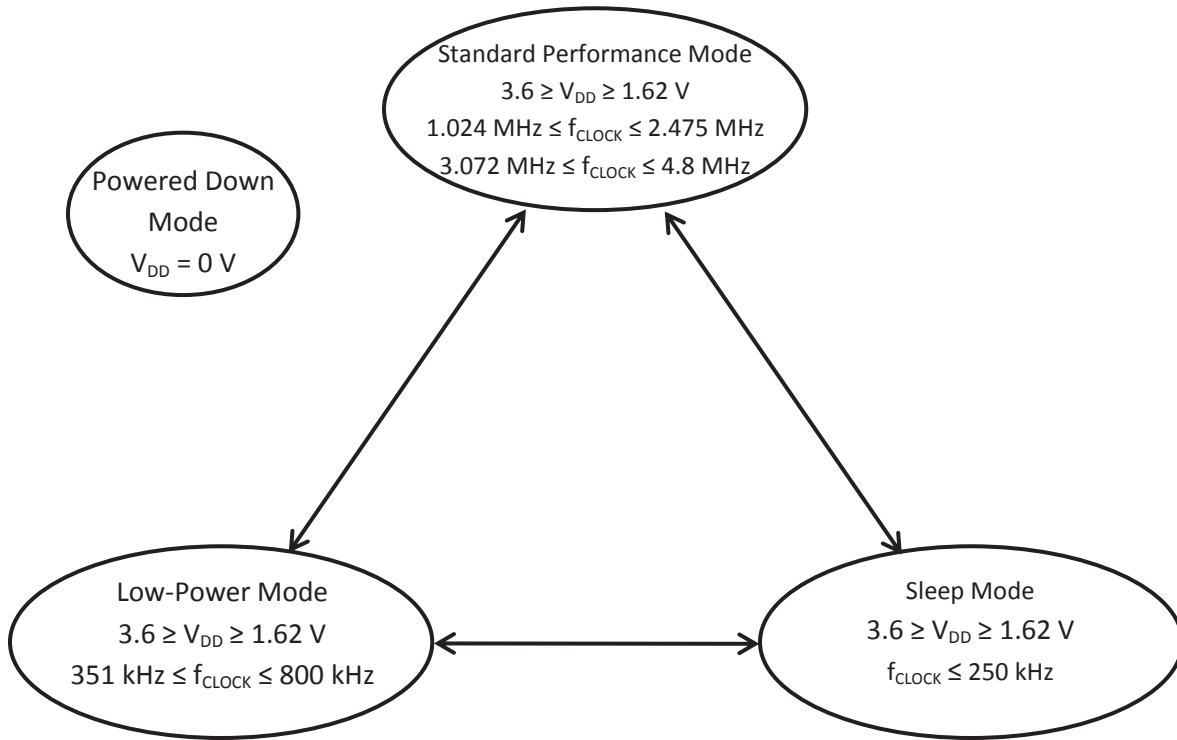 Standard Performance Mode
3.6 ≥ V_DD ≥ 1.62 V
1.024 MHz ≤ f_CLOCK ≤ 2.475 MHz
3.072 MHz ≤ f_CLOCK ≤ 4.8 MHz
Powered Down
Mode
V_DD = 0 V
Low-Power Mode
3.6 ≥ V_DD ≥ 1.62 V
351 kHz ≤ f_CLOCK ≤ 800 kHz
Sleep Mode
3.6 ≥ V_DD ≥ 1.62 V
f_CLOCK ≤ 250 kHz